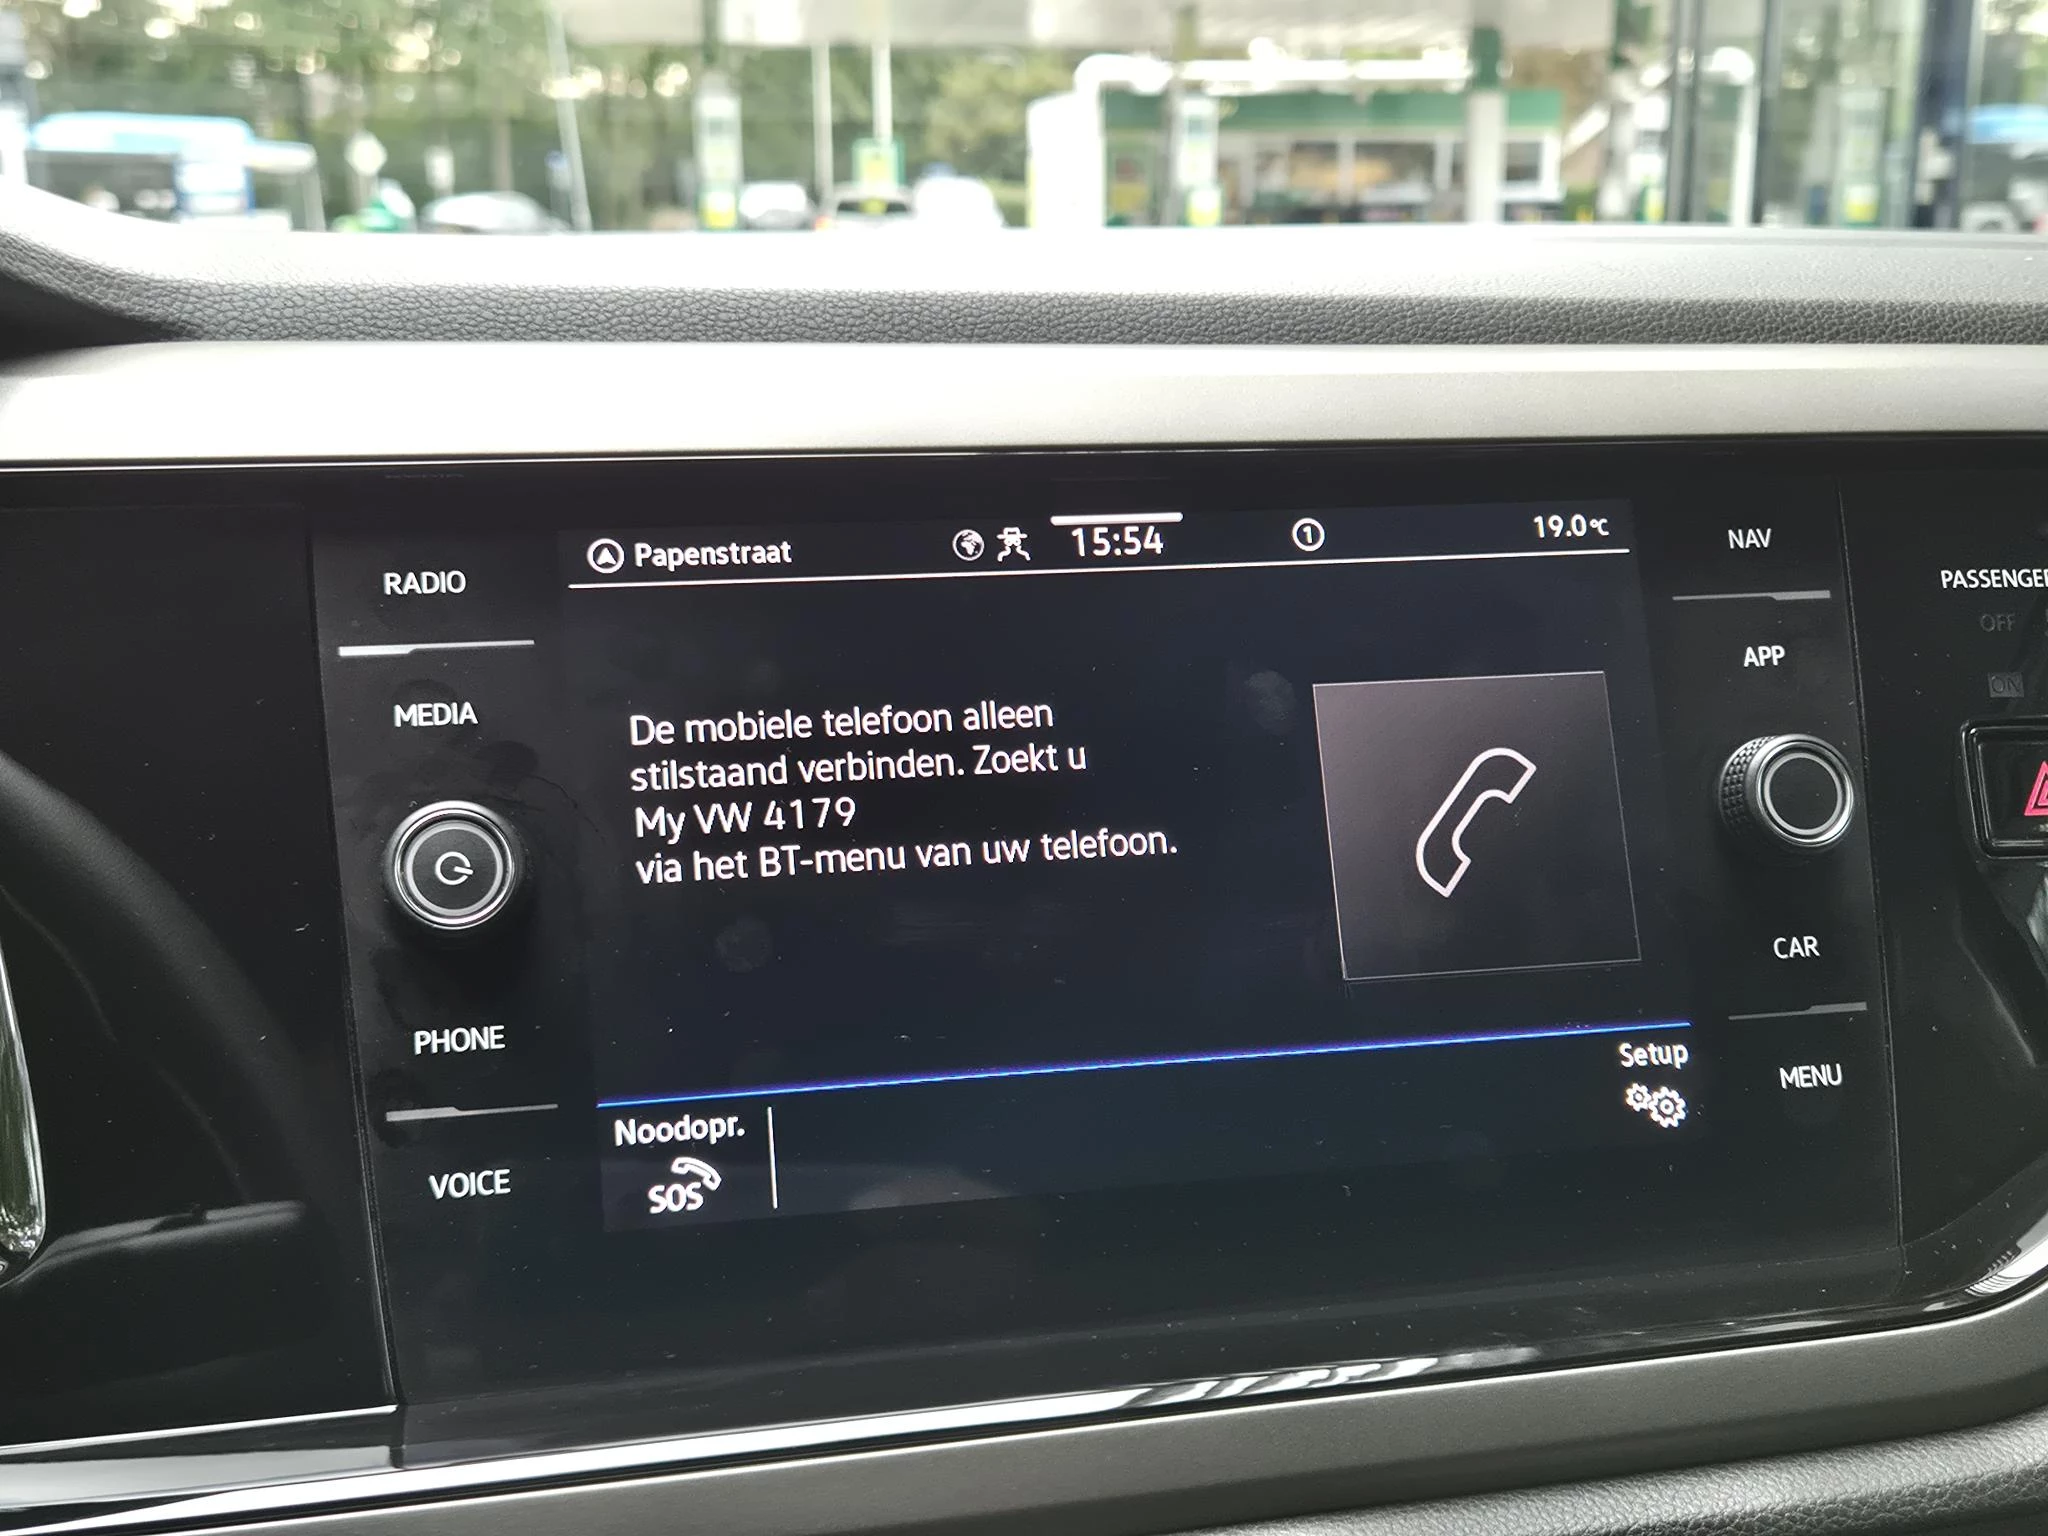 Papenstraat
15:54
1
19.0°C
RADIO
MEDIA
PHONE
VOICE
De mobiele telefoon alleen
stilstaand verbinden. Zoekt u
My VW 4179
via het BT-menu van uw telefoon.
Noodopr.
SOS
Setup
NAV
APP
CAR
MENU
PASSENGER
OFF
ON